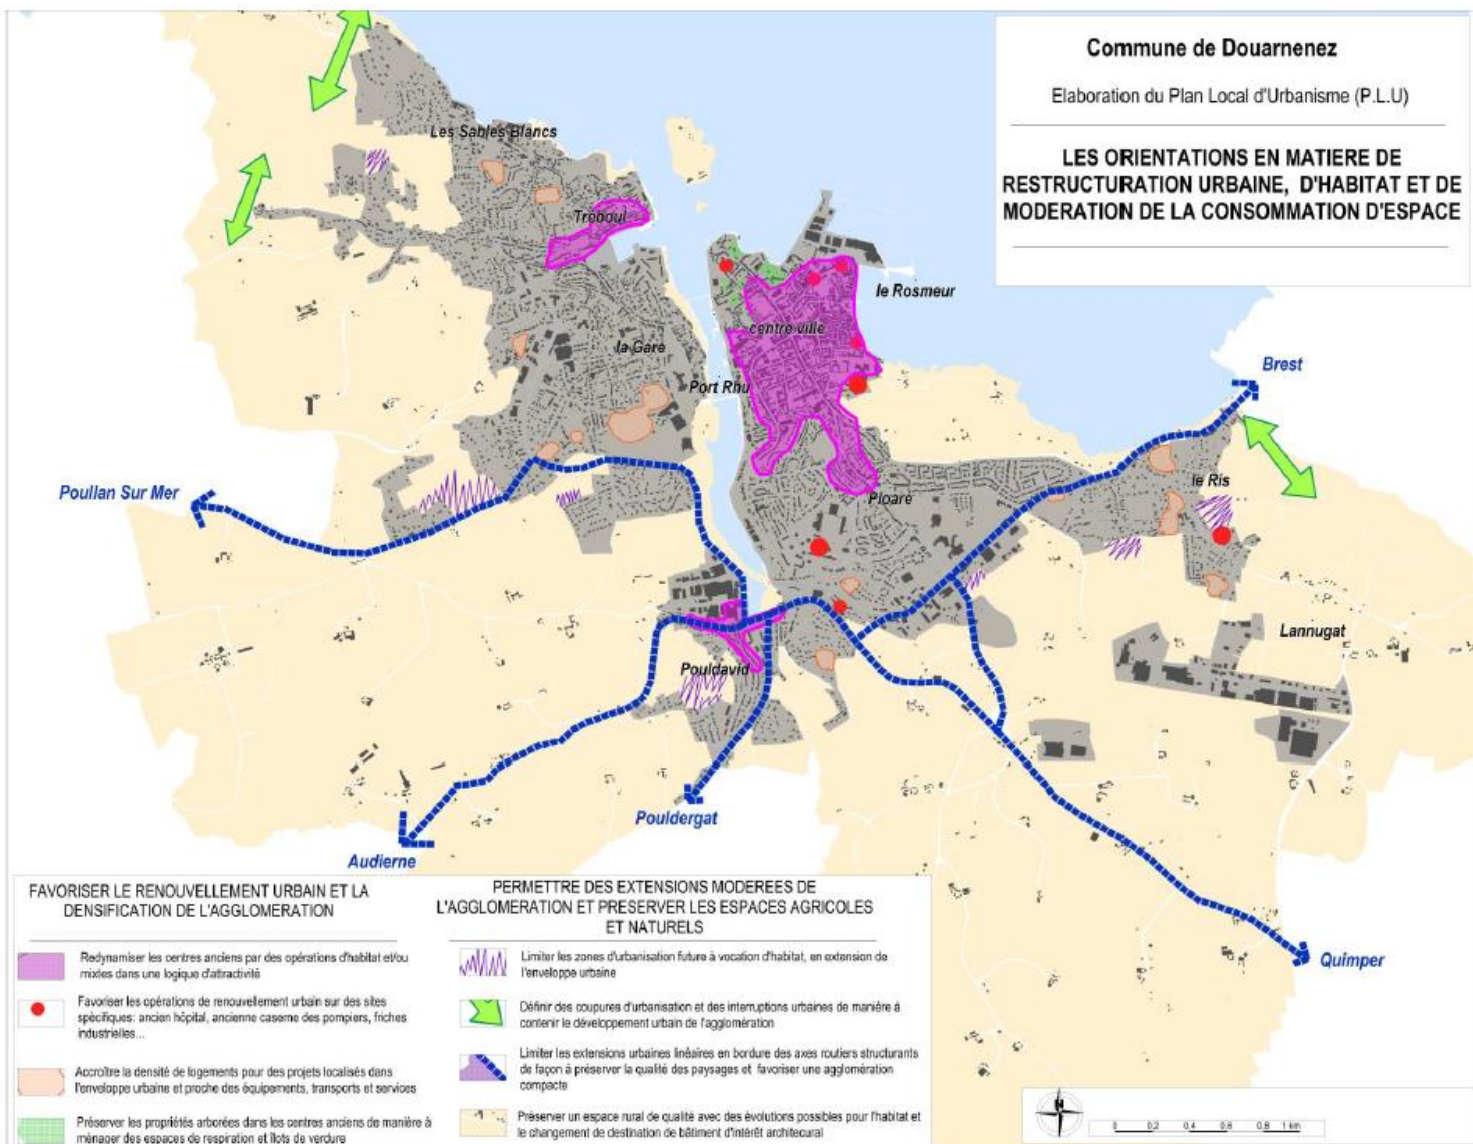 Commune de Douarnenez
Elaboration du Plan Local d'Urbanisme (P.L.U)
LES ORIENTATIONS EN MATIERE DE
RESTRUCTURATION URBAINE, D'HABITAT ET DE
MODERATION DE LA CONSOMMATION D'ESPACE
Les Sables Blancs
Tréboul
le Rosmeur
centre ville
la Gare
Port Rhu
Brest
Poullan Sur Mer
le Ris
Ploaré
Lannugat
Pouldavid
Pouldergat
Audierne
Quimper
FAVORISER LE RENOUVELLEMENT URBAIN ET LA
DENSIFICATION DE L'AGGLOMERATION
Redynamiser les centres anciens par des opérations d'habitat et/ou
mixtes dans une logique d'attractivité
Favoriser les opérations de renouvellement urbain sur des sites
spécifiques: ancien hôpital, ancienne caserne des pompiers, friches
industrielles...
Accroître la densité de logements pour des projets localisés dans
l'enveloppe urbaine et proche des équipements, transports et services
Préserver les propriétés arborées dans les centres anciens de manière à
ménager des espaces de respiration et îlots de verdure
PERMETTRE DES EXTENSIONS MODEREES DE
L'AGGLOMERATION ET PRESERVER LES ESPACES AGRICOLES
ET NATURELS
Limiter les zones d'urbanisation future à vocation d'habitat, en extension de
l'enveloppe urbaine
Définir des coupures d'urbanisation et des interruptions urbaines de manière à
contenir le développement urbain de l'agglomération
Limiter les extensions urbaines linéaires en bordure des axes routiers structurants
de façon à préserver la qualité des paysages et favoriser une agglomération
compacte
Préserver un espace rural de qualité avec des évolutions possibles pour l'habitat et
le changement de destination de bâtiment d'intérêt architecural
0 0,2 0,4 0,6 0,8 1 km